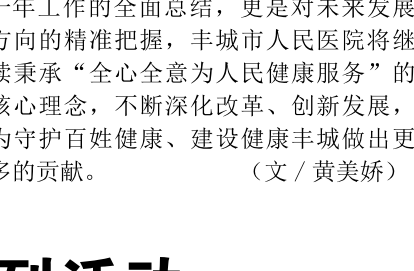 十年工作的全面总结，更是对未来发展
方向的精准把握，丰城市人民医院将继
续秉承“全心全意为人民健康服务”的
核心理念，不断深化改革、创新发展，
为守护百姓健康、建设健康丰城做出更
多的贡献。 （文／黄美娇）
列活动